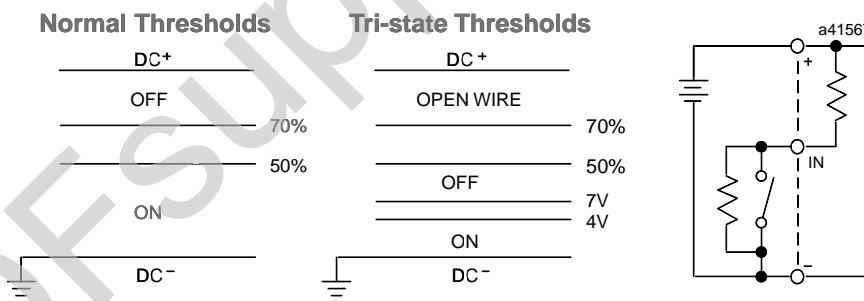 Normal Thresholds
DC+
OFF
70%
50%
ON
DC−
Tri-state Thresholds
DC+
OPEN WIRE
70%
50%
OFF
7V
4V
ON
DC−
+
IN
−